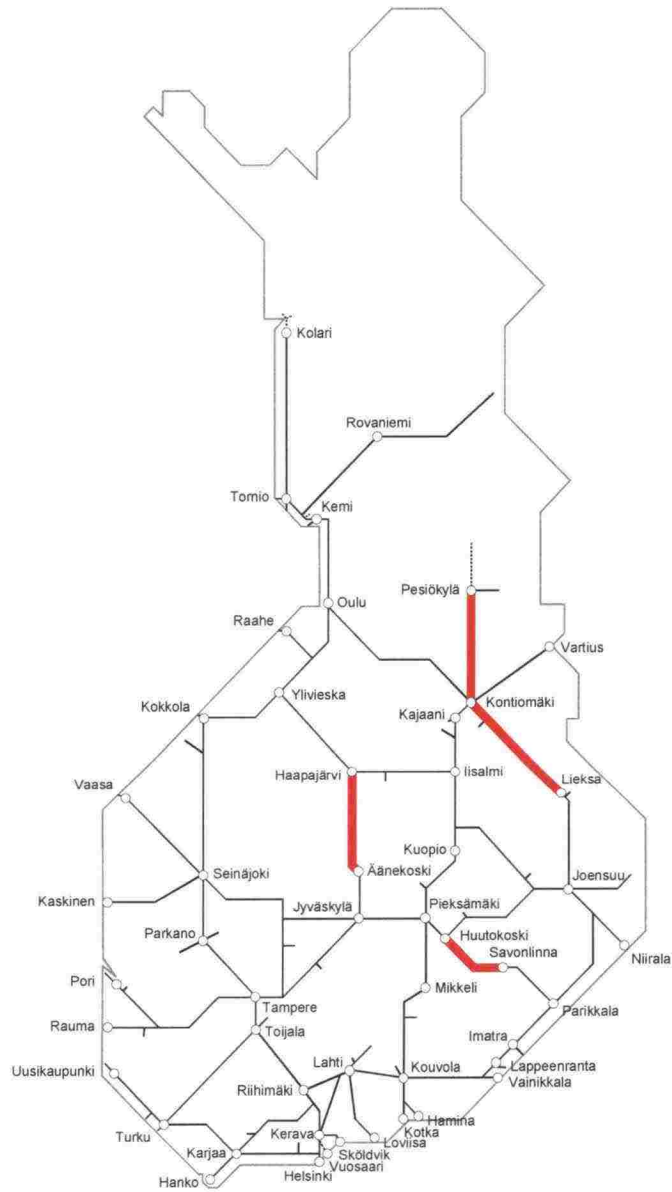 Kolari
Rovaniemi
Tornio
Kemi
Pesiökylä
Oulu
Raahe
Vartius
Ylivieska
Kontiomäki
Kokkola
Kajaani
Haapajärvi
Iisalmi
Lieksa
Vaasa
Kuopio
Äänekoski
Seinäjoki
Joensuu
Kaskinen
Jyväskylä
Pieksämäki
Huutokoski
Parkano
Savonlinna
Niirala
Pori
Mikkeli
Tampere
Parikkala
Rauma
Toijala
Imatra
Lahti
Kouvola
Lappeenranta
Uusikaupunki
Vainikkala
Riihimäki
Hamina
Kotka
Turku
Kerava
Loviisa
Karjaa
Sköldvik
Vuosaari
Helsinki
Hanko